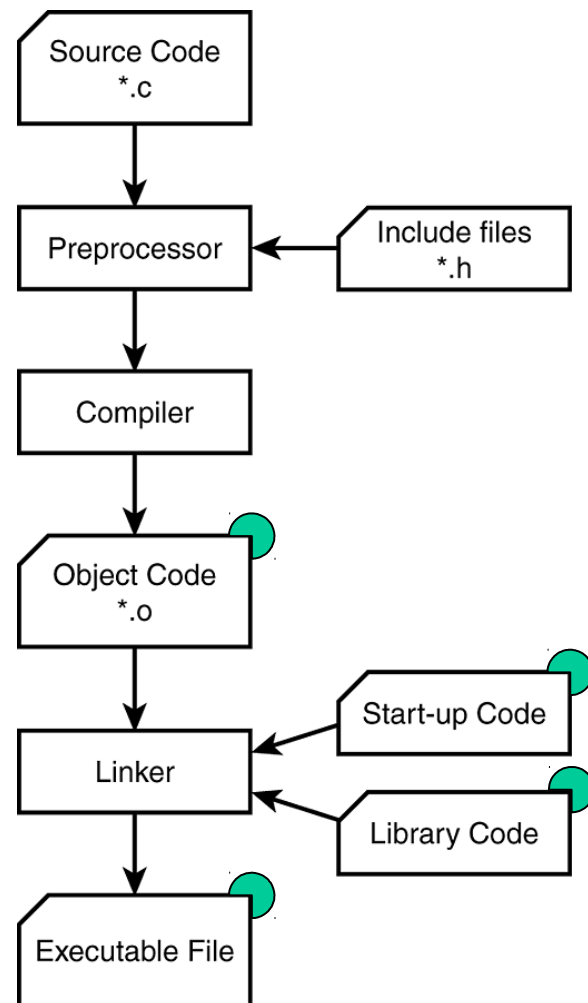 Source Code
*.c
Preprocessor
Include files
*.h
Compiler
Object Code
*.o
Start-up Code
Linker
Library Code
Executable File